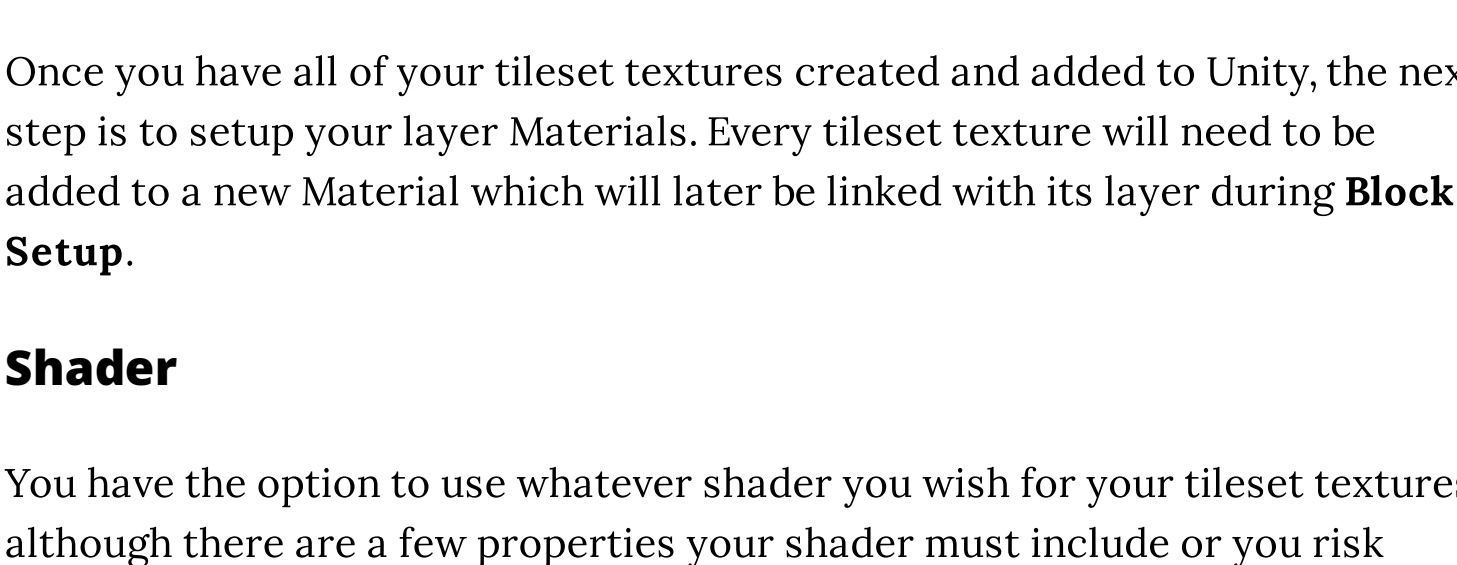 Once you have all of your tileset textures created and added to Unity, the
step is to setup your layer Materials. Every tileset texture will need to be
added to a new Material which will later be linked with its layer during Block
Setup.
Shader
You have the option to use whatever shader you wish for your tileset textures
although there are a few properties your shader must include or you risk